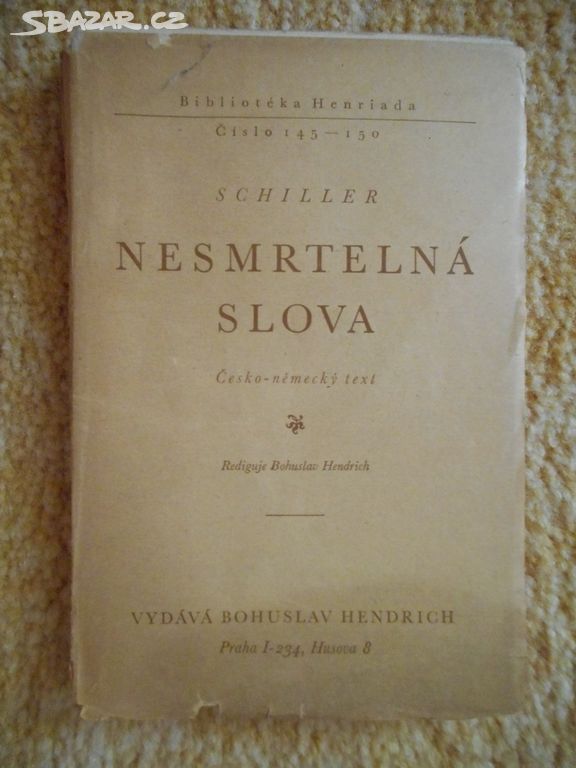 SBAZAR.CZ
Bibliotéka Henriada
Číslo 145—150
SCHILLER
NESMRTELNÁ
SLOVA
Česko-německý text
Rediguje Bohuslav Hendrich
VYDÁVÁ BOHUSLAV HENDRICH
Praha I-234, Husova 8